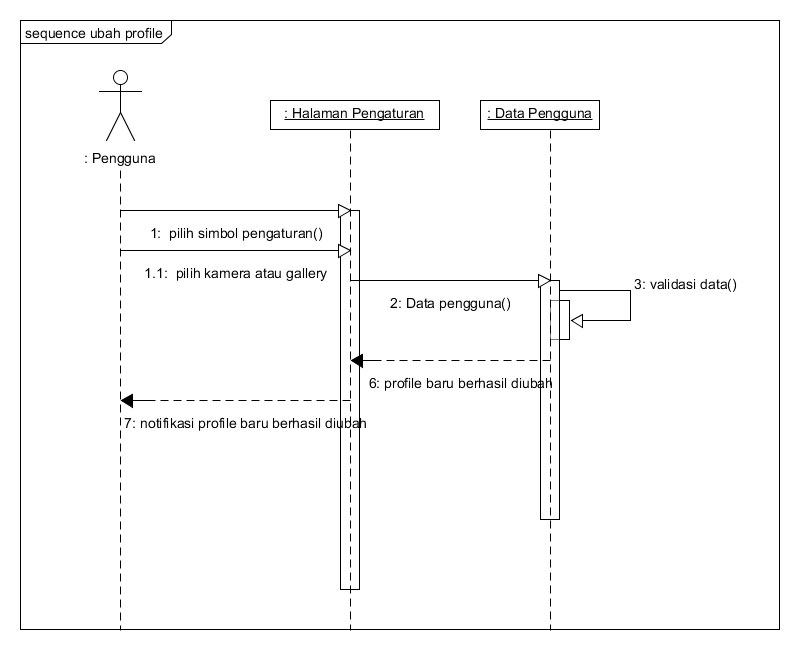 sequence ubah profile
: Pengguna
: Halaman Pengaturan
: Data Pengguna
1:  pilih simbol pengaturan()
1.1:  pilih kamera atau gallery
2: Data pengguna()
3: validasi data()
6: profile baru berhasil diubah
7: notifikasi profile baru berhasil diubah